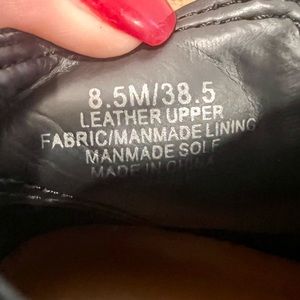 8.5M/38.5
LEATHER UPPER
FABRIC/MANMADE LINING
MANMADE SOLE
MADE IN CHINA